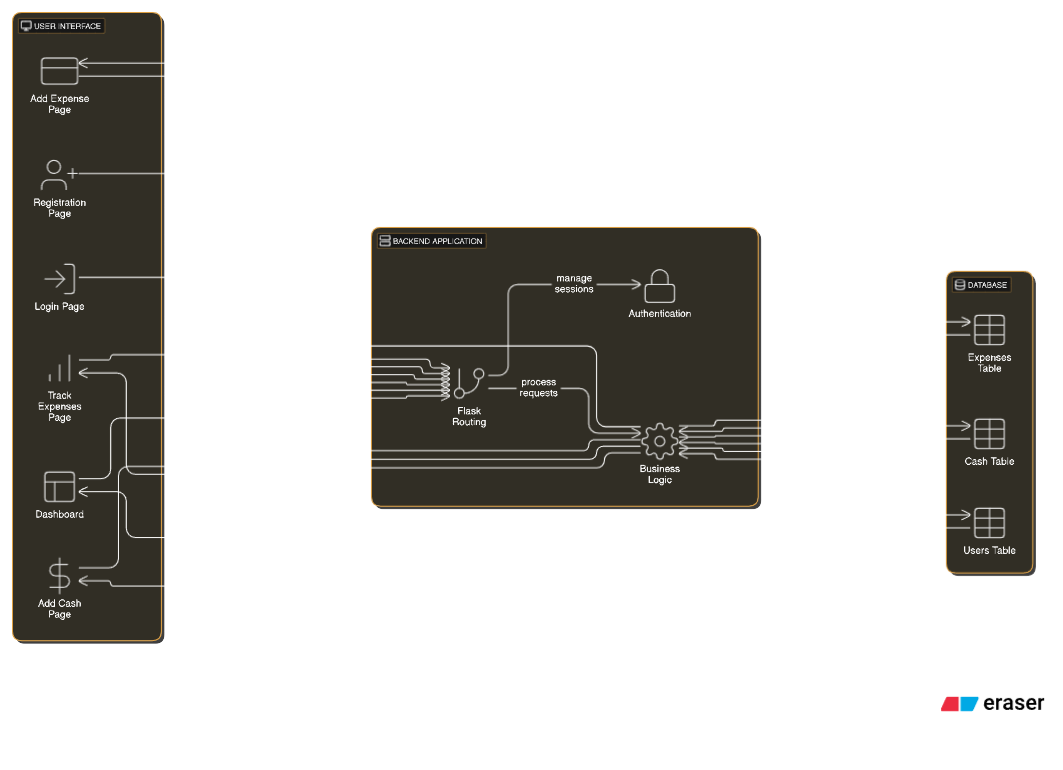 USER INTERFACE
Add Expense
Page
Registration
Page
Login Page
Track
Expenses
Page
Dashboard
Add Cash
Page
BACKEND APPLICATION
manage
sessions
Authentication
process
requests
Flask
Routing
Business
Logic
DATABASE
Expenses
Table
Cash Table
Users Table
eraser